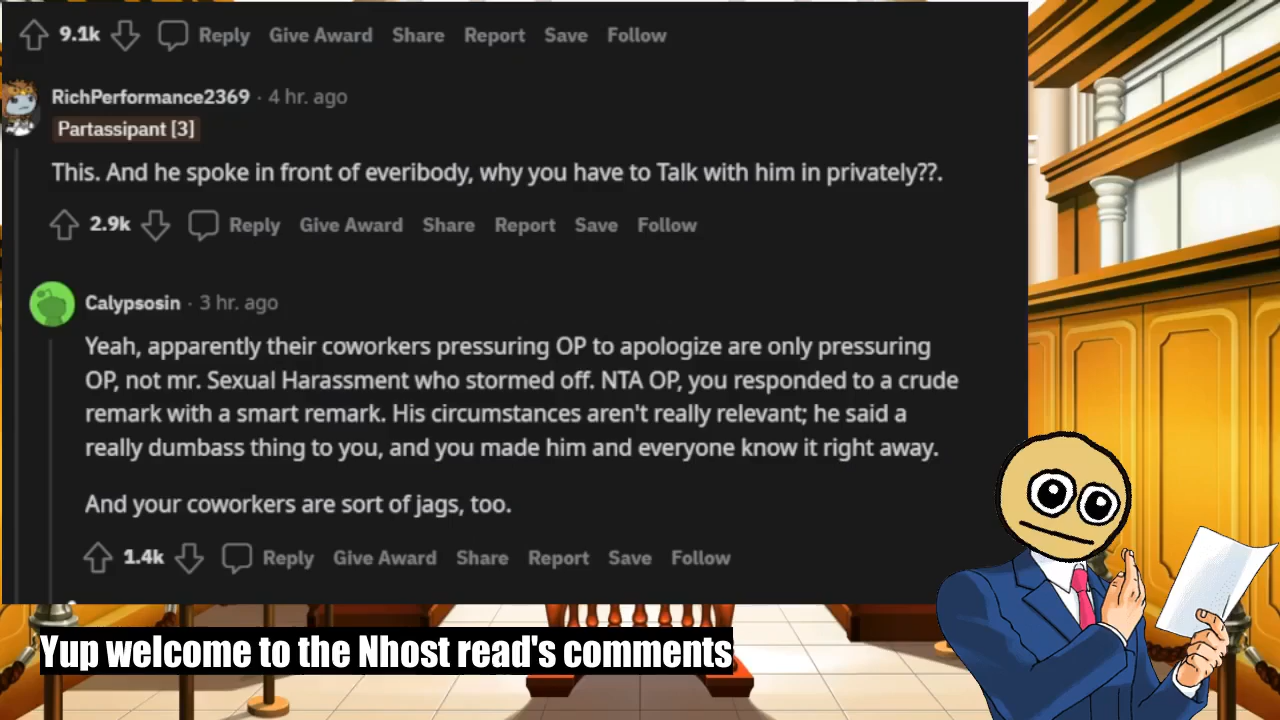 9.1k Reply Give Award Share Report Save Follow
RichPerformance2369 · 4 hr. ago
Partassipant [3]
This. And he spoke in front of everibody, why you have to Talk with him in privately??.
2.9k Reply Give Award Share Report Save Follow
Calypsosin · 3 hr. ago
Yeah, apparently their coworkers pressuring OP to apologize are only pressuring
OP, not mr. Sexual Harassment who stormed off. NTA OP, you responded to a crude
remark with a smart remark. His circumstances aren't really relevant; he said a
really dumbass thing to you, and you made him and everyone know it right away.
And your coworkers are sort of jags, too.
1.4k Reply Give Award Share Report Save Follow
Yup welcome to the Nhost read's comments